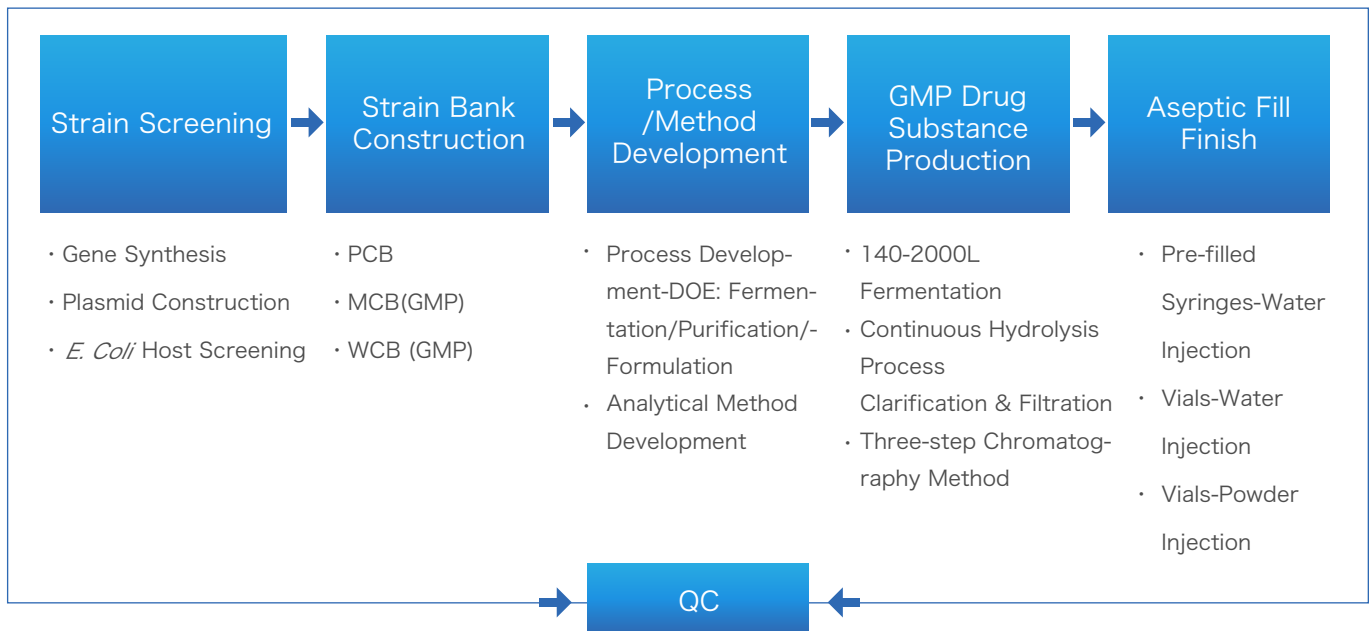 Strain Screening
Strain Bank
Construction
Process
/Method
Development
GMP Drug
Substance
Production
Aseptic Fill
Finish
· Gene Synthesis
· Plasmid Construction
· E. Coli Host Screening
· PCB
· MCB(GMP)
· WCB (GMP)
· Process Develop-
ment-DOE: Fermen-
tation/Purification/-
Formulation
· Analytical Method
Development
· 140-2000L
Fermentation
· Continuous Hydrolysis
Process
Clarification & Filtration
· Three-step Chromatog-
raphy Method
· Pre-filled
Syringes-Water
Injection
· Vials-Water
Injection
· Vials-Powder
Injection
QC